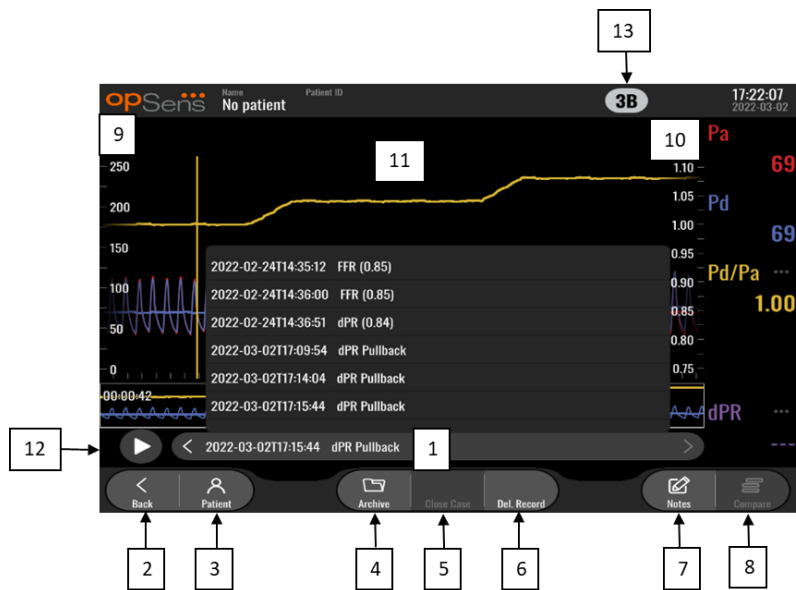 13
opSens
Name
No patient
Patient ID
3B
17:22:07
2022-03-02
9
11
10
Pa
69
Pd
69
Pd/Pa
1.00
dPR
---
250
200
150
100
50
0
1.10
1.05
1.00
0.95
0.90
0.85
0.80
0.75
2022-02-24T14:35:12 FFR (0.85)
2022-02-24T14:36:00 FFR (0.85)
2022-02-24T14:36:51 dPR (0.84)
2022-03-02T17:09:54 dPR Pullback
2022-03-02T17:14:04 dPR Pullback
2022-03-02T17:15:44 dPR Pullback
00:00:42
12
< 2022-03-02T17:15:44 dPR Pullback >
1
Back
Patient
Archive
Close Case
Del. Record
Notes
Compare
2
3
4
5
6
7
8